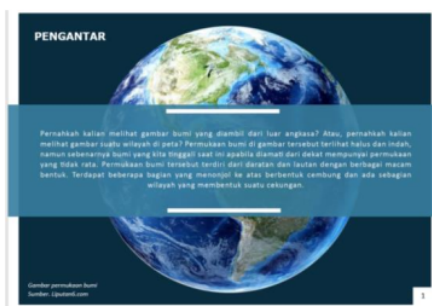 PENGANTAR
Pernahkah kalian melihat gambar bumi yang diambil dari luar angkasa? Atau, pernahkah kalian
melihat gambar suatu wilayah di peta? Permukaan bumi di gambar tersebut terlihat halus dan indah,
namun sebenarnya bumi yang kita tinggali saat ini apabila diamati dari dekat mempunyai permukaan
yang tidak rata. Permukaan bumi tersebut terdiri dari daratan dan lautan dengan berbagai macam
bentuk. Terdapat beberapa bagian yang menonjol ke atas berbentuk cembung dan ada sebagian
wilayah yang membentuk suatu cekungan.
Gambar permukaan bumi
Sumber. Liputan6.com
1